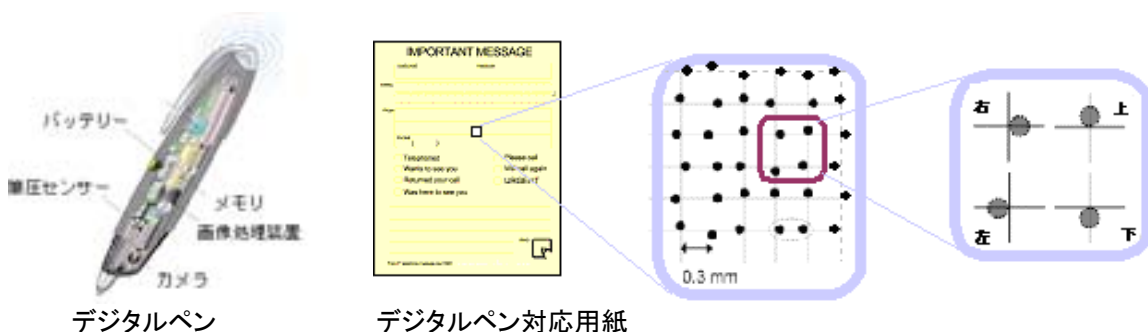 バッテリー
筆圧センサー
メモリ
画像処理装置
カメラ
デジタルペン
IMPORTANT MESSAGE
Telephoned
Please call
Wants to see you
Will call again
Returned your call
URGENT
Was here to see you
デジタルペン対応用紙
0.3 mm
右
上
左
下